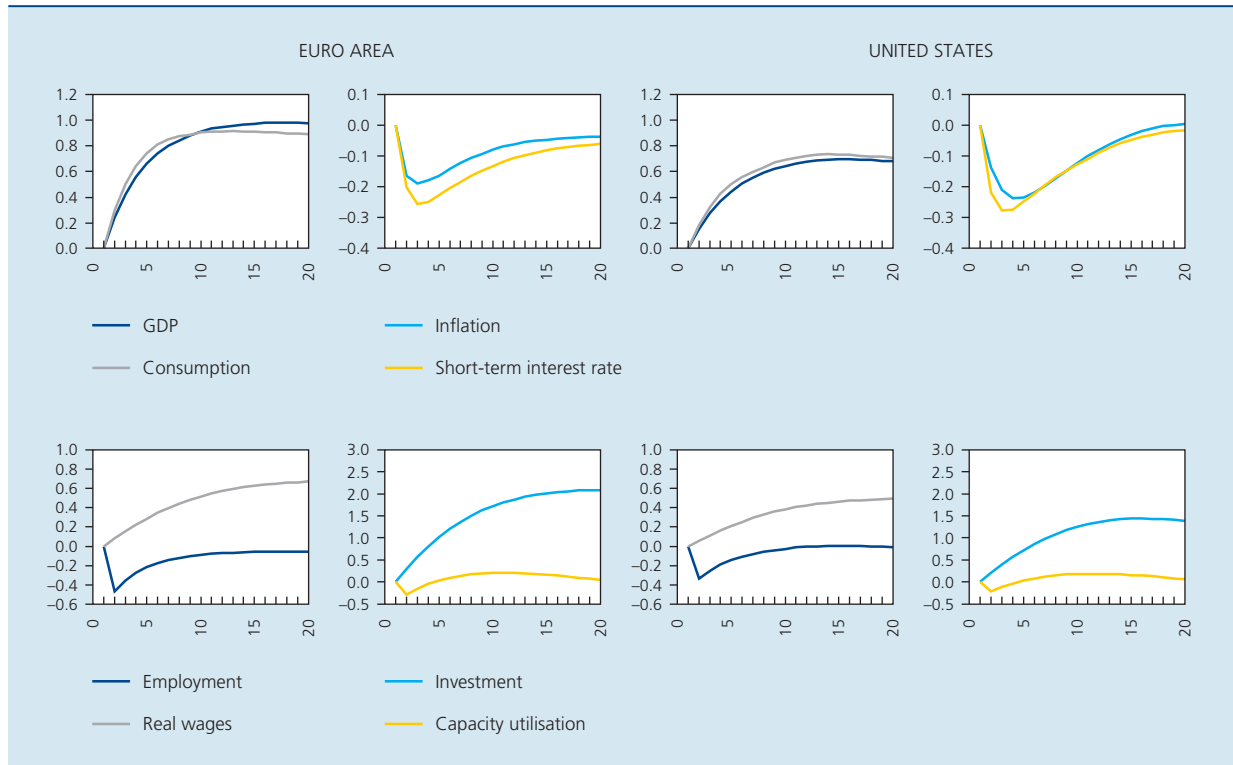 EURO AREA UNITED STATES
1.2 0.1 1.2 0.1
1.0 0.0 1.0 0.0
0.8 −0.1 0.8 −0.1
0.6 0.6
0.4 −0.2 0.4 −0.2
0.2 −0.3 0.2 −0.3
0.0 −0.4 0.0 −0.4
0 5 10 15 20 0 5 10 15 20 0 5 10 15 20 0 5 10 15 20
GDP Inflation
Consumption Short-term interest rate
1.0 3.0 1.0 3.0
0.8 2.5 0.8 2.5
0.6 2.0 0.6 2.0
0.4 1.5 0.4 1.5
0.2 1.0 0.2 1.0
0.0 0.5 0.0 0.5
−0.2 0.0 −0.2 0.0
−0.4 −0.4
−0.6 −0.5 −0.6 −0.5
0 5 10 15 20 0 5 10 15 20 0 5 10 15 20 0 5 10 15 20
Employment Investment
Real wages Capacity utilisation